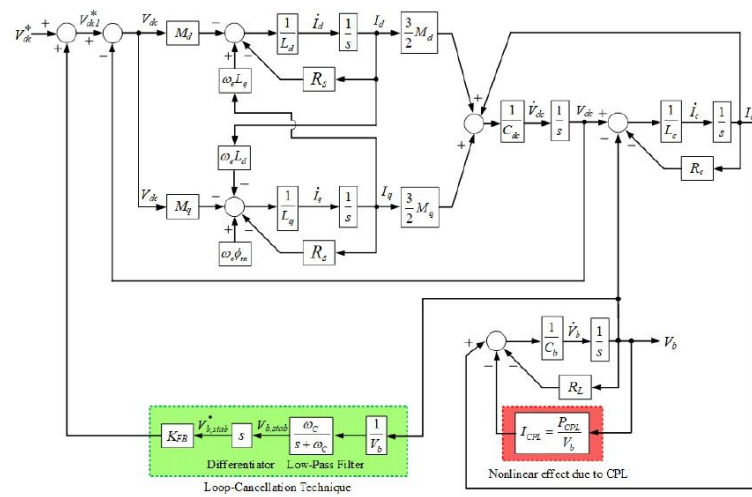 V*dc + V*dc1 + Vdc Md − − 1/Ld İd 1/s Id 3/2 Md
+ − + − Rs
ωeLq
+ + 1/Cdc V̇dc 1/s Vdc + − − 1/Lc İc 1/s I
ωeLd Rc
Vdc Mq − − 1/Lq İq 1/s Iq 3/2 Mq
+ − Rs
ωeϕm
+ − − 1/Cb V̇b 1/s Vb
RL
KFB V*b,stab s Vb,stab ωC/s + ωC 1/Vb ICPL = PCPL/Vb
Differentiator Low-Pass Filter
Nonlinear effect due to CPL
Loop-Cancellation Technique